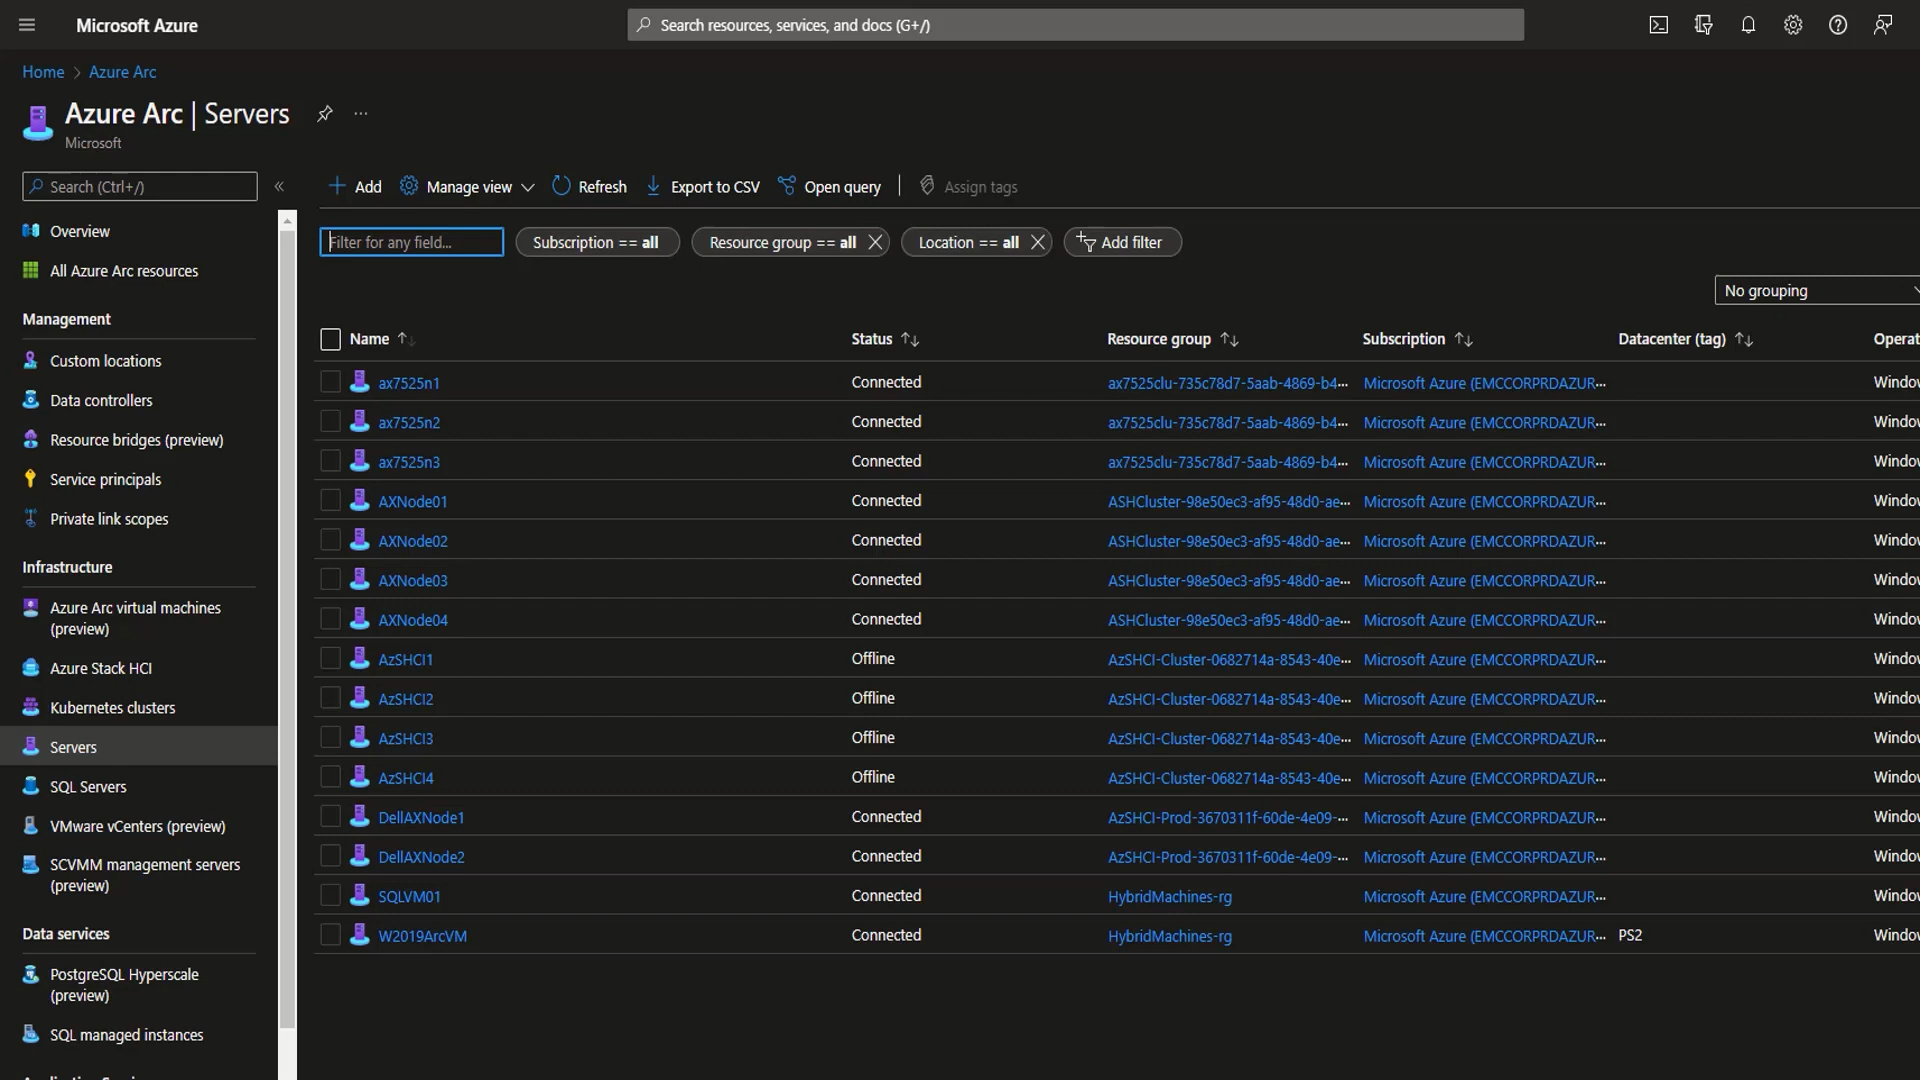 Microsoft Azure
Search resources, services, and docs (G+/)
Home > Azure Arc
Azure Arc | Servers
...
Microsoft
Search (Ctrl+/)
«
Overview
All Azure Arc resources
Management
Custom locations
Data controllers
Resource bridges (preview)
Service principals
Private link scopes
Infrastructure
Azure Arc virtual machines
(preview)
Azure Stack HCI
Kubernetes clusters
Servers
SQL Servers
VMware vCenters (preview)
SCVMM management servers
(preview)
Data services
PostgreSQL Hyperscale
(preview)
SQL managed instances
Add Manage view Refresh Export to CSV Open query Assign tags
Filter for any field... Subscription == all Resource group == all Location == all Add filter
No grouping
Name Status Resource group Subscription Datacenter (tag) Operat
ax7525n1 Connected ax7525clu-735c78d7-5aab-4869-b4... Microsoft Azure (EMCCORPRDAZUR... Windo
ax7525n2 Connected ax7525clu-735c78d7-5aab-4869-b4... Microsoft Azure (EMCCORPRDAZUR... Windo
ax7525n3 Connected ax7525clu-735c78d7-5aab-4869-b4... Microsoft Azure (EMCCORPRDAZUR... Windo
AXNode01 Connected ASHCluster-98e50ec3-af95-48d0-ae... Microsoft Azure (EMCCORPRDAZUR... Windo
AXNode02 Connected ASHCluster-98e50ec3-af95-48d0-ae... Microsoft Azure (EMCCORPRDAZUR... Windo
AXNode03 Connected ASHCluster-98e50ec3-af95-48d0-ae... Microsoft Azure (EMCCORPRDAZUR... Windo
AXNode04 Connected ASHCluster-98e50ec3-af95-48d0-ae... Microsoft Azure (EMCCORPRDAZUR... Windo
AzSHCI1 Offline AzSHCI-Cluster-0682714a-8543-40e... Microsoft Azure (EMCCORPRDAZUR... Windo
AzSHCI2 Offline AzSHCI-Cluster-0682714a-8543-40e... Microsoft Azure (EMCCORPRDAZUR... Windo
AzSHCI3 Offline AzSHCI-Cluster-0682714a-8543-40e... Microsoft Azure (EMCCORPRDAZUR... Windo
AzSHCI4 Offline AzSHCI-Cluster-0682714a-8543-40e... Microsoft Azure (EMCCORPRDAZUR... Windo
DellAXNode1 Connected AzSHCI-Prod-3670311f-60de-4e09-... Microsoft Azure (EMCCORPRDAZUR... Windo
DellAXNode2 Connected AzSHCI-Prod-3670311f-60de-4e09-... Microsoft Azure (EMCCORPRDAZUR... Windo
SQLVM01 Connected HybridMachines-rg Microsoft Azure (EMCCORPRDAZUR... Windo
W2019ArcVM Connected HybridMachines-rg Microsoft Azure (EMCCORPRDAZUR... PS2 Windo